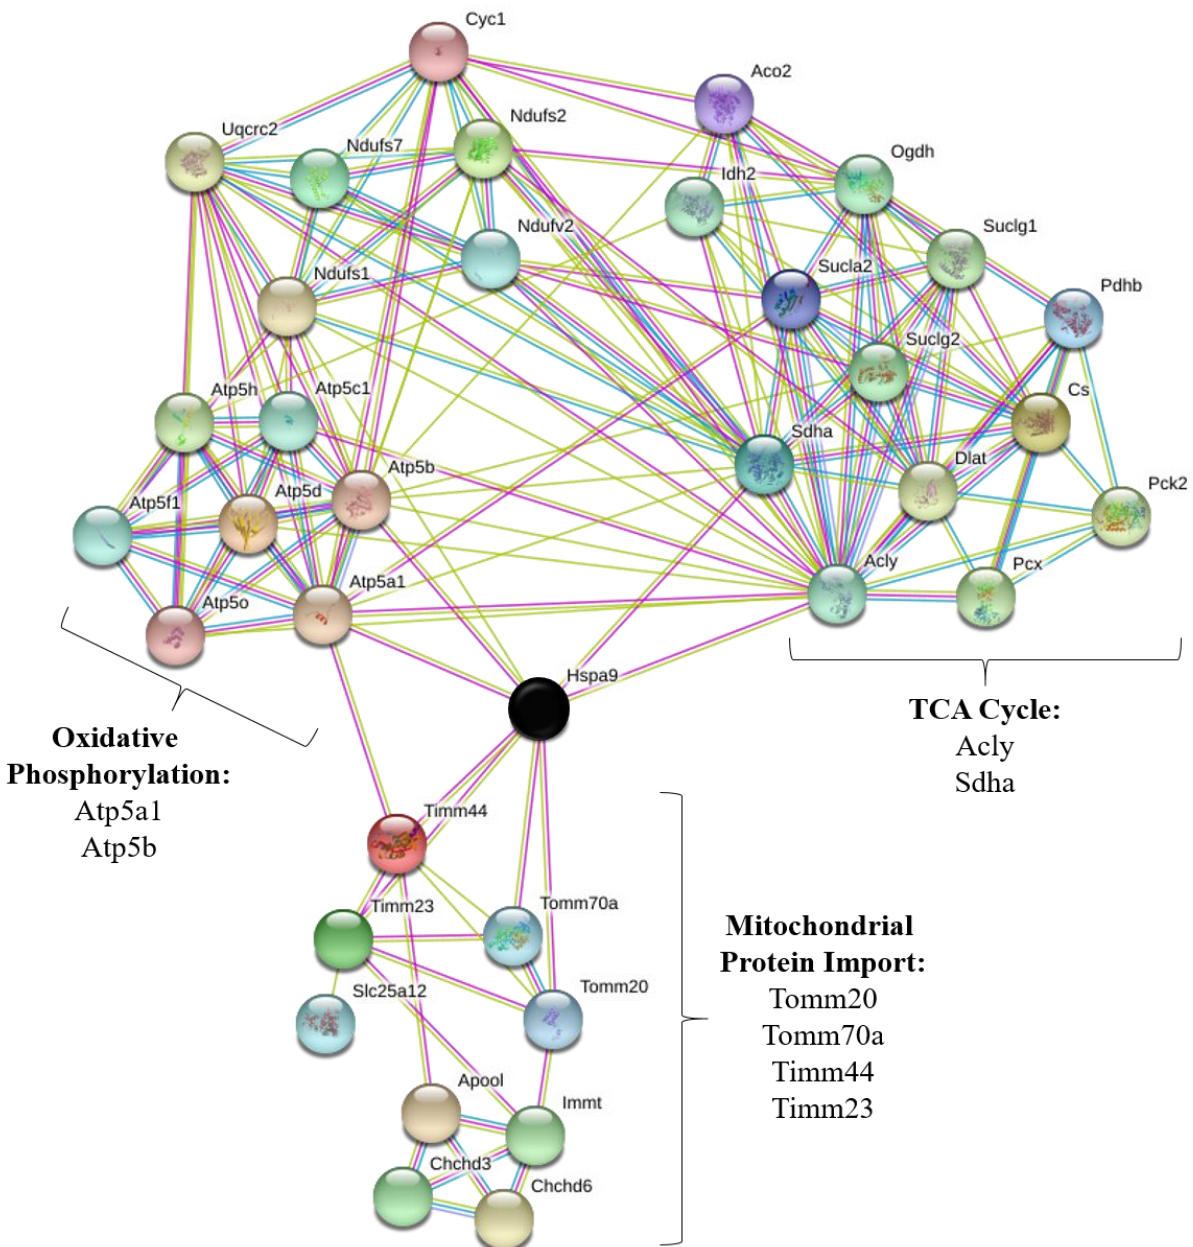 Cyc1
Aco2
Ndufs2
Uqcrc2
Ndufs7
Ogdh
Idh2
Ndufv2
Suclg1
Sucla2
Ndufs1
Pdhb
Suclg2
Atp5h
Atp5c1
Cs
Sdha
Atp5b
Dlat
Pck2
Atp5d
Atp5f1
Acly
Pcx
Atp5a1
Atp5o
Hspa9
TCA Cycle:
Acly
Sdha
Oxidative
Phosphorylation:
Atp5a1
Atp5b
Timm44
Timm23
Tomm70a
Slc25a12
Tomm20
Mitochondrial
Protein Import:
Tomm20
Tomm70a
Timm44
Timm23
Apool
Immt
Chchd3
Chchd6